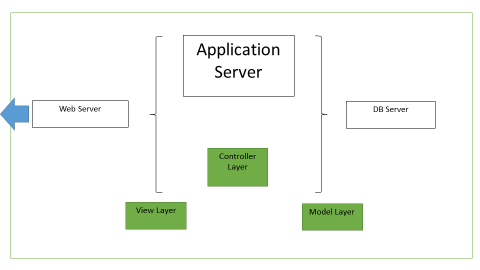 Application
Server
Web Server
DB Server
Controller
Layer
View Layer
Model Layer